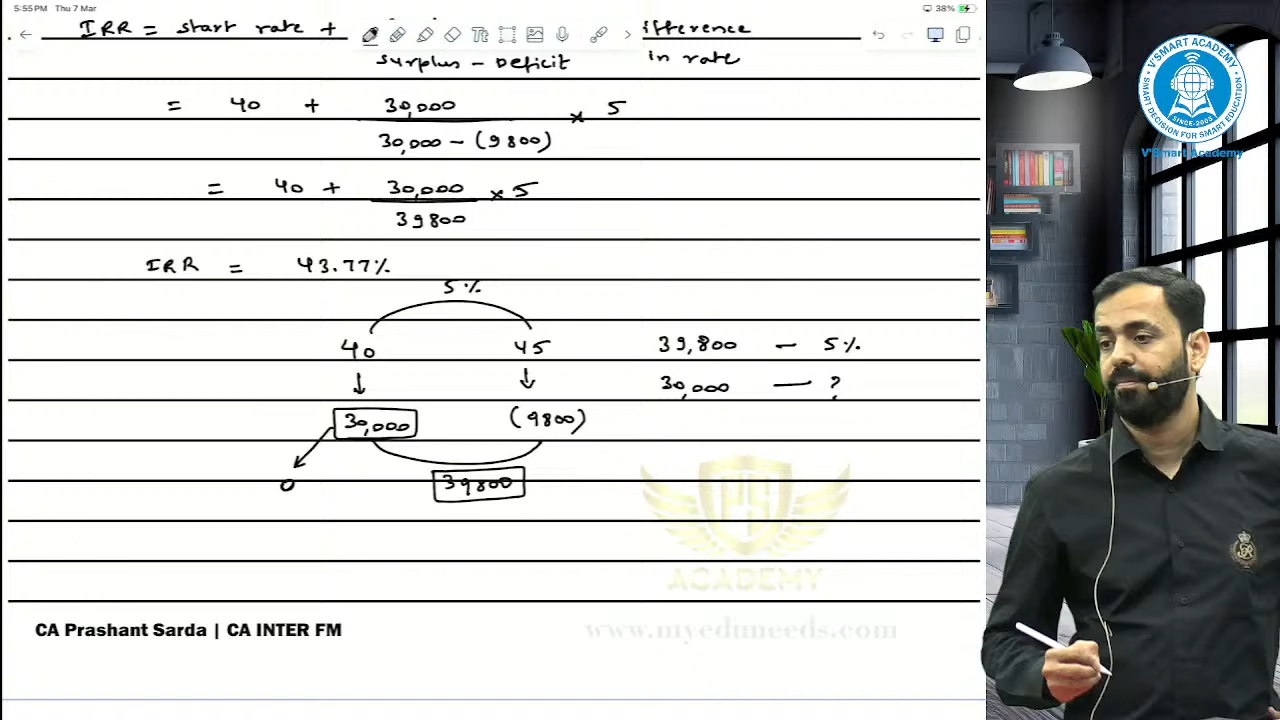 5:55 PM Thu 7 Mar
38%
IRR = start rate +
ifference
surplus - Deficit
in rate
= 40 + 30,000 × 5
30,000 - (9800)
= 40 + 30,000 × 5
39800
IRR = 43.77%
5%
40 45 39,800 - 5%
30,000 — ?
30,000 (9800)
0 39800
ACADEMY
www.myeduneeds.com
CA Prashant Sarda | CA INTER FM
V'SMART ACADEMY
SINCE-2005
SMART DECISION FOR SMART EDUCATION
V'Smart Academy